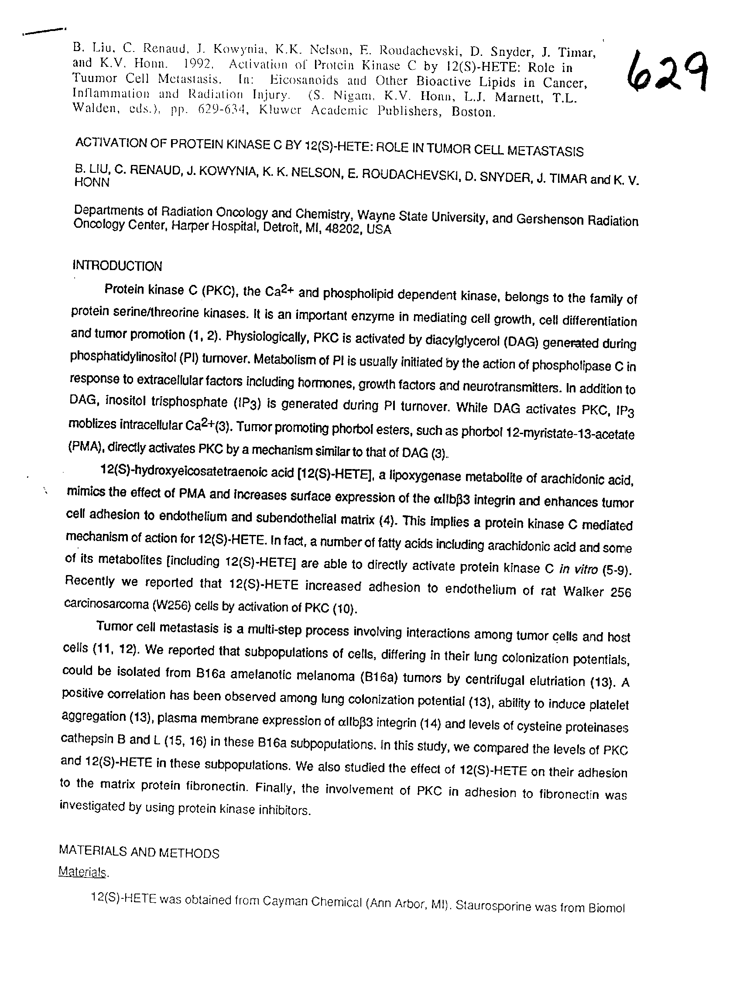 B. Liu, C. Renaud, J. Kowynia, K.K. Nelson, E. Roudachevski, D. Snyder, J. Timar,
and K.V. Honn. 1992. Activation of Protein Kinase C by 12(S)-HETE: Role in
Tuumor Cell Metastasis. In: Eicosanoids and Other Bioactive Lipids in Cancer,
Inflammation and Radiation Injury. (S. Nigam, K.V. Honn, L.J. Marnett, T.L.
Walden, eds.), pp. 629-634, Kluwer Academic Publishers, Boston.
629
ACTIVATION OF PROTEIN KINASE C BY 12(S)-HETE: ROLE IN TUMOR CELL METASTASIS
B. LIU, C. RENAUD, J. KOWYNIA, K. K. NELSON, E. ROUDACHEVSKI, D. SNYDER, J. TIMAR and K. V.
HONN
Departments of Radiation Oncology and Chemistry, Wayne State University, and Gershenson Radiation
Oncology Center, Harper Hospital, Detroit, MI, 48202, USA
INTRODUCTION
Protein kinase C (PKC), the Ca2+ and phospholipid dependent kinase, belongs to the family of
protein serine/threorine kinases. It is an important enzyme in mediating cell growth, cell differentiation
and tumor promotion (1, 2). Physiologically, PKC is activated by diacylglycerol (DAG) generated during
phosphatidylinositol (PI) turnover. Metabolism of PI is usually initiated by the action of phospholipase C in
response to extracellular factors including hormones, growth factors and neurotransmitters. In addition to
DAG, inositol trisphosphate (IP3) is generated during PI turnover. While DAG activates PKC, IP3
moblizes intracellular Ca2+(3). Tumor promoting phorbol esters, such as phorbol 12-myristate-13-acetate
(PMA), directly activates PKC by a mechanism similar to that of DAG (3).
12(S)-hydroxyeicosatetraenoic acid [12(S)-HETE], a lipoxygenase metabolite of arachidonic acid,
mimics the effect of PMA and increases surface expression of the αIIbβ3 integrin and enhances tumor
cell adhesion to endothelium and subendothelial matrix (4). This implies a protein kinase C mediated
mechanism of action for 12(S)-HETE. In fact, a number of fatty acids including arachidonic acid and some
of its metabolites [including 12(S)-HETE] are able to directly activate protein kinase C in vitro (5-9).
Recently we reported that 12(S)-HETE increased adhesion to endothelium of rat Walker 256
carcinosarcoma (W256) cells by activation of PKC (10).
Tumor cell metastasis is a multi-step process involving interactions among tumor cells and host
cells (11, 12). We reported that subpopulations of cells, differing in their lung colonization potentials,
could be isolated from B16a amelanotic melanoma (B16a) tumors by centrifugal elutriation (13). A
positive correlation has been observed among lung colonization potential (13), ability to induce platelet
aggregation (13), plasma membrane expression of αIIbβ3 integrin (14) and levels of cysteine proteinases
cathepsin B and L (15, 16) in these B16a subpopulations. In this study, we compared the levels of PKC
and 12(S)-HETE in these subpopulations. We also studied the effect of 12(S)-HETE on their adhesion
to the matrix protein fibronectin. Finally, the involvement of PKC in adhesion to fibronectin was
investigated by using protein kinase inhibitors.
MATERIALS AND METHODS
Materials.
12(S)-HETE was obtained from Cayman Chemical (Ann Arbor, MI). Staurosporine was from Biomol